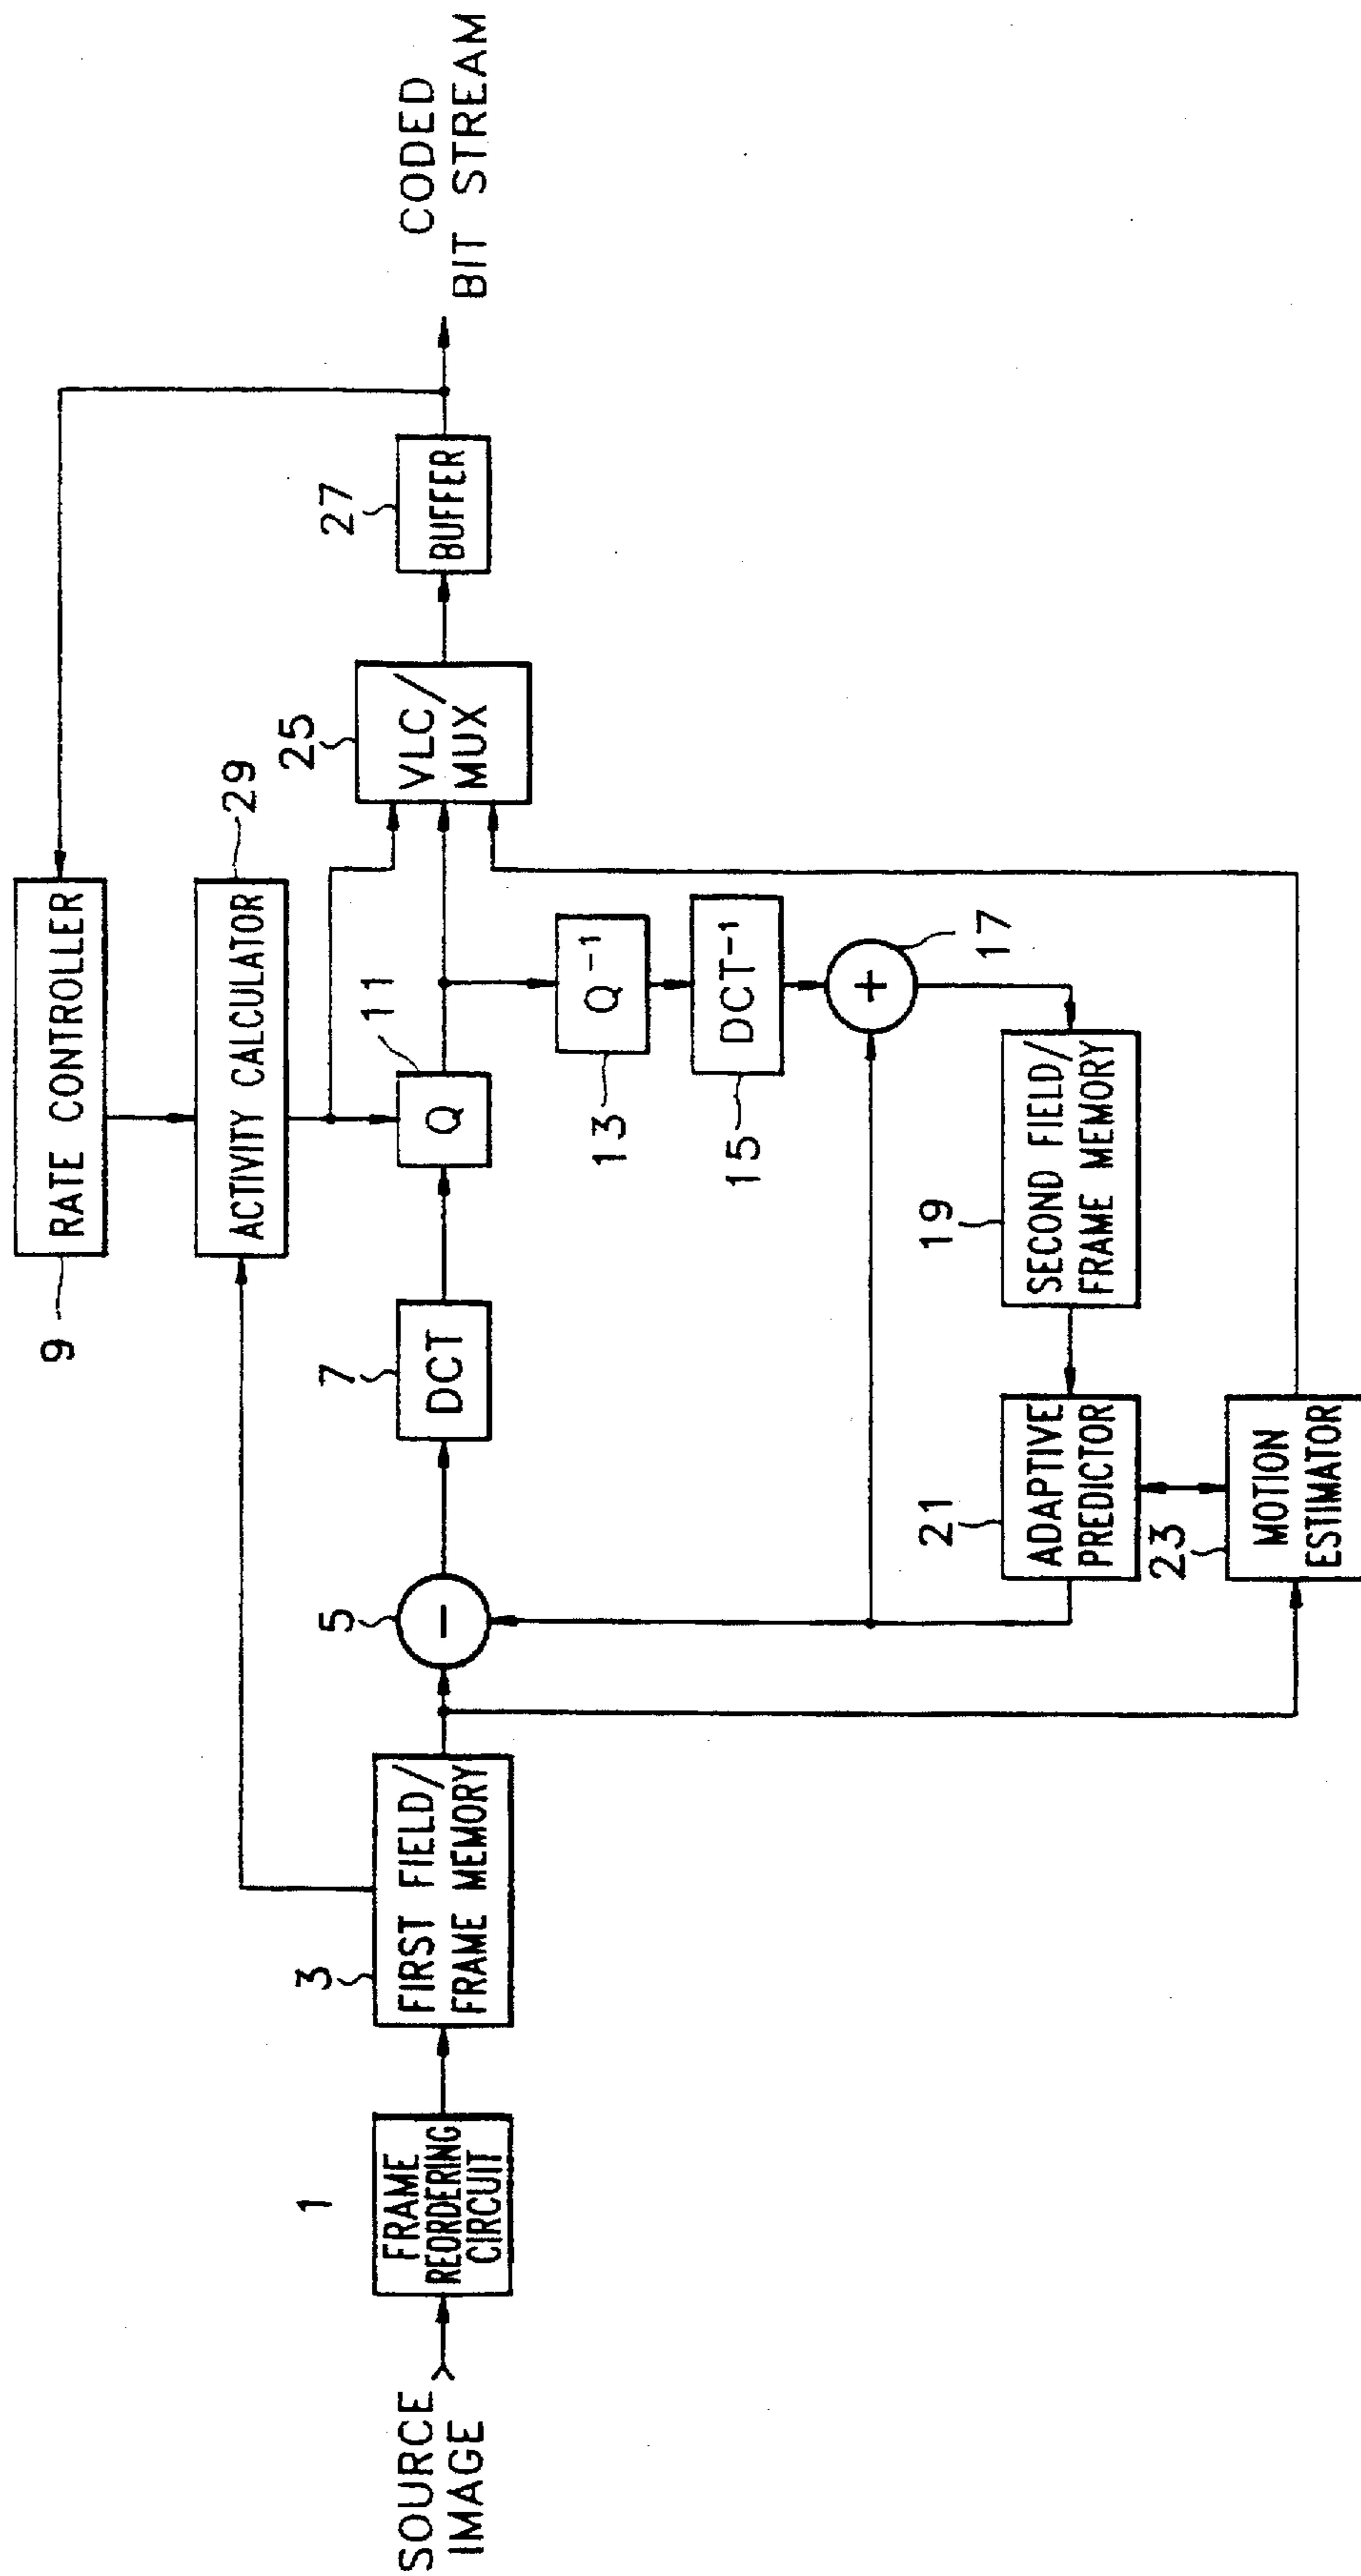 SOURCE
IMAGE
1
FRAME
REORDERING
CIRCUIT
3
FIRST FIELD/
FRAME MEMORY
5
−
7
DCT
9
RATE CONTROLLER
ACTIVITY CALCULATOR
29
11
Q
25
VLC/
MUX
27
BUFFER
CODED
BIT STREAM
Q⁻¹
13
DCT⁻¹
15
+
17
19
SECOND FIELD/
FRAME MEMORY
21
ADAPTIVE
PREDICTOR
23
MOTION
ESTIMATOR